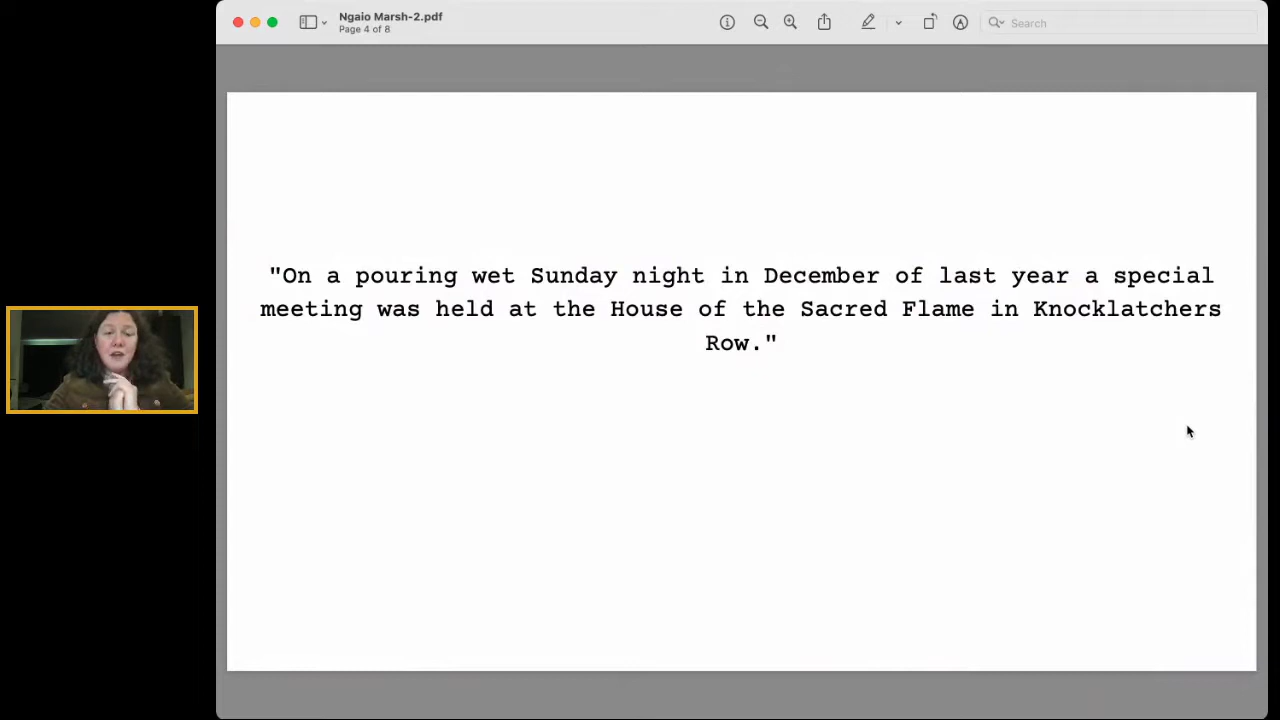 Ngaio Marsh-2.pdf
Page 4 of 8
Search
"On a pouring wet Sunday night in December of last year a special
meeting was held at the House of the Sacred Flame in Knocklatchers
Row."